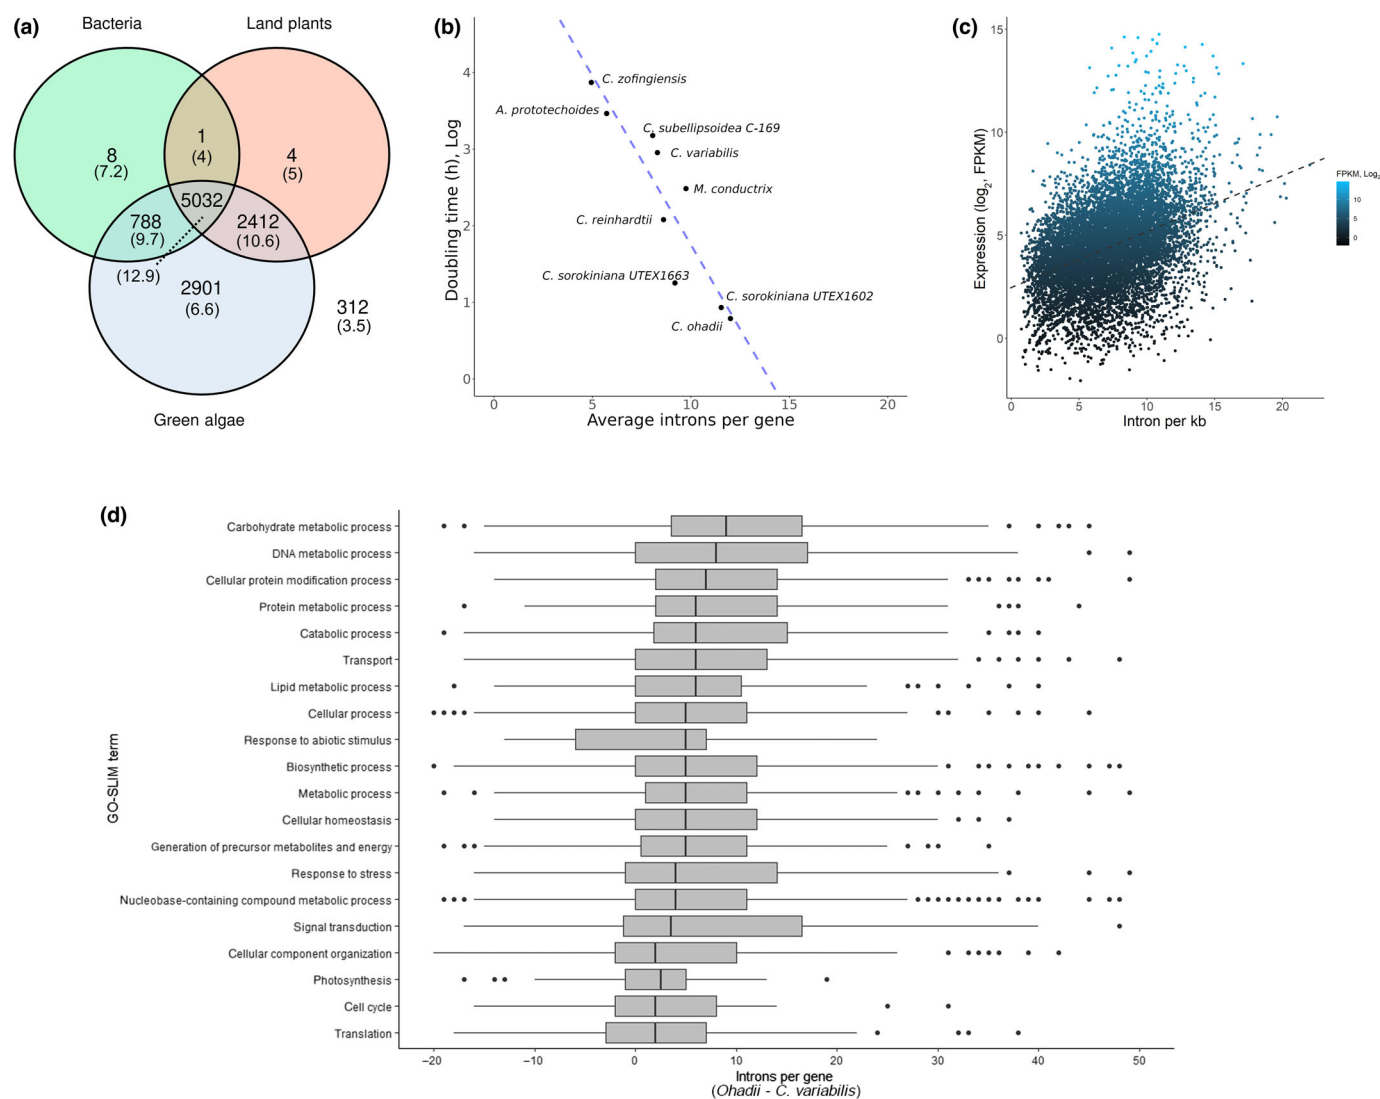 (a)
Bacteria
Land plants
8
(7.2)
1
(4)
4
(5)
5032
788
(9.7)
2412
(10.6)
(12.9)
2901
(6.6)
312
(3.5)
Green algae
(b)
Doubling time (h), Log
4
3
2
1
0
C. zofingiensis
A. prototechoides
C. subellipsoidea C-169
C. variabilis
M. conductrix
C. reinhardtii
C. sorokiniana UTEX1663
C. sorokiniana UTEX1602
C. ohadii
0 5 10 15 20
Average introns per gene
(c)
Expression (log2, FPKM)
15
10
5
0
0 5 10 15 20
Intron per kb
FPKM, Log2
10
5
0
(d)
GO-SLIM term
Carbohydrate metabolic process
DNA metabolic process
Cellular protein modification process
Protein metabolic process
Catabolic process
Transport
Lipid metabolic process
Cellular process
Response to abiotic stimulus
Biosynthetic process
Metabolic process
Cellular homeostasis
Generation of precursor metabolites and energy
Response to stress
Nucleobase-containing compound metabolic process
Signal transduction
Cellular component organization
Photosynthesis
Cell cycle
Translation
−20 −10 0 10 20 30 40 50
Introns per gene
(Ohadii - C. variabilis)